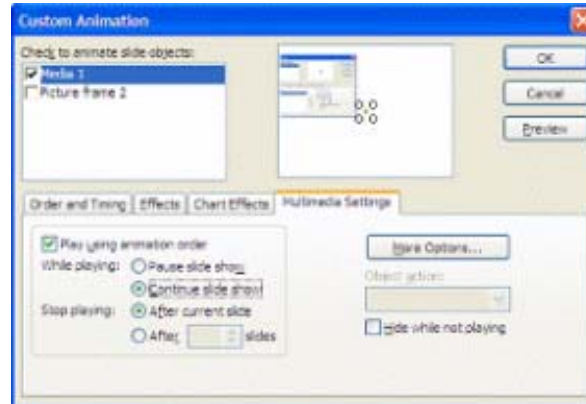 Custom Animation
Check to animate slide objects:
Media 1
Picture frame 2
OK
Cancel
Preview
Order and Timing
Effects
Chart Effects
Multimedia Settings
Play using animation order
While playing:
Pause slide show
Continue slide show
Stop playing:
After current slide
After
slides
More Options...
Object action:
Hide while not playing